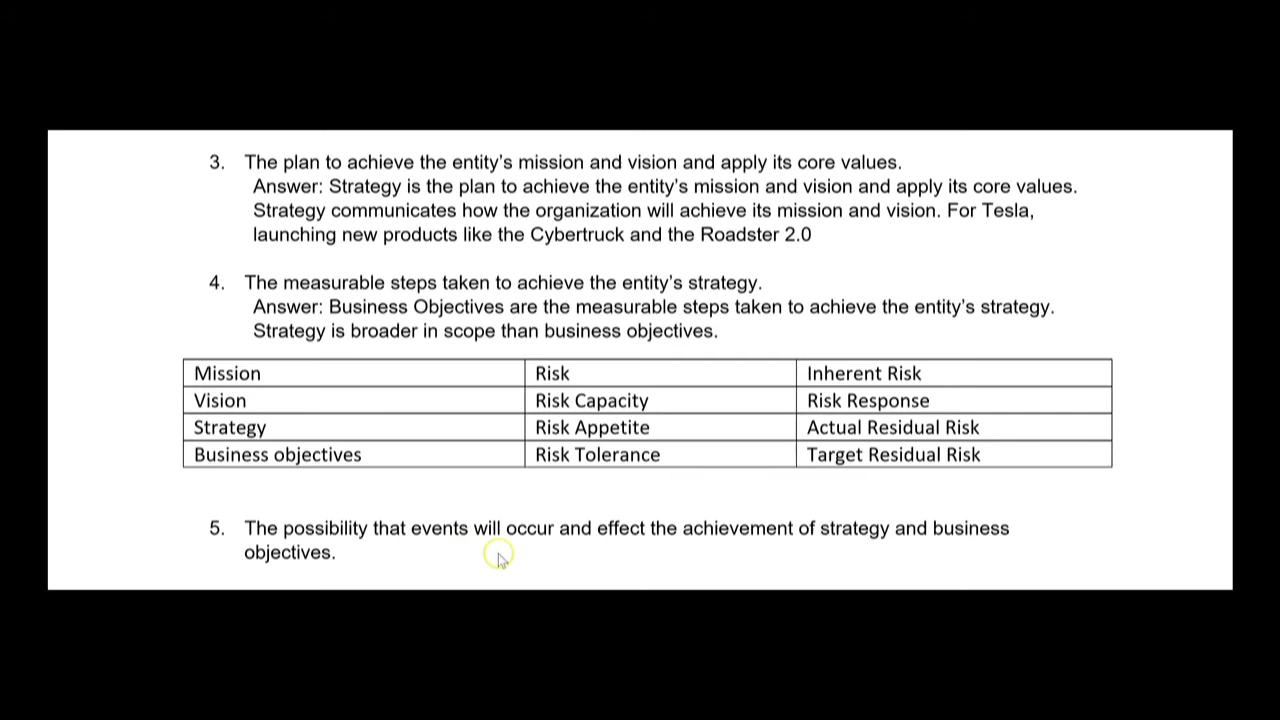 3. The plan to achieve the entity's mission and vision and apply its core values.
Answer: Strategy is the plan to achieve the entity's mission and vision and apply its core values.
Strategy communicates how the organization will achieve its mission and vision. For Tesla,
launching new products like the Cybertruck and the Roadster 2.0
4. The measurable steps taken to achieve the entity's strategy.
Answer: Business Objectives are the measurable steps taken to achieve the entity's strategy.
Strategy is broader in scope than business objectives.
Mission Risk Inherent Risk
Vision Risk Capacity Risk Response
Strategy Risk Appetite Actual Residual Risk
Business objectives Risk Tolerance Target Residual Risk
5. The possibility that events will occur and effect the achievement of strategy and business
objectives.